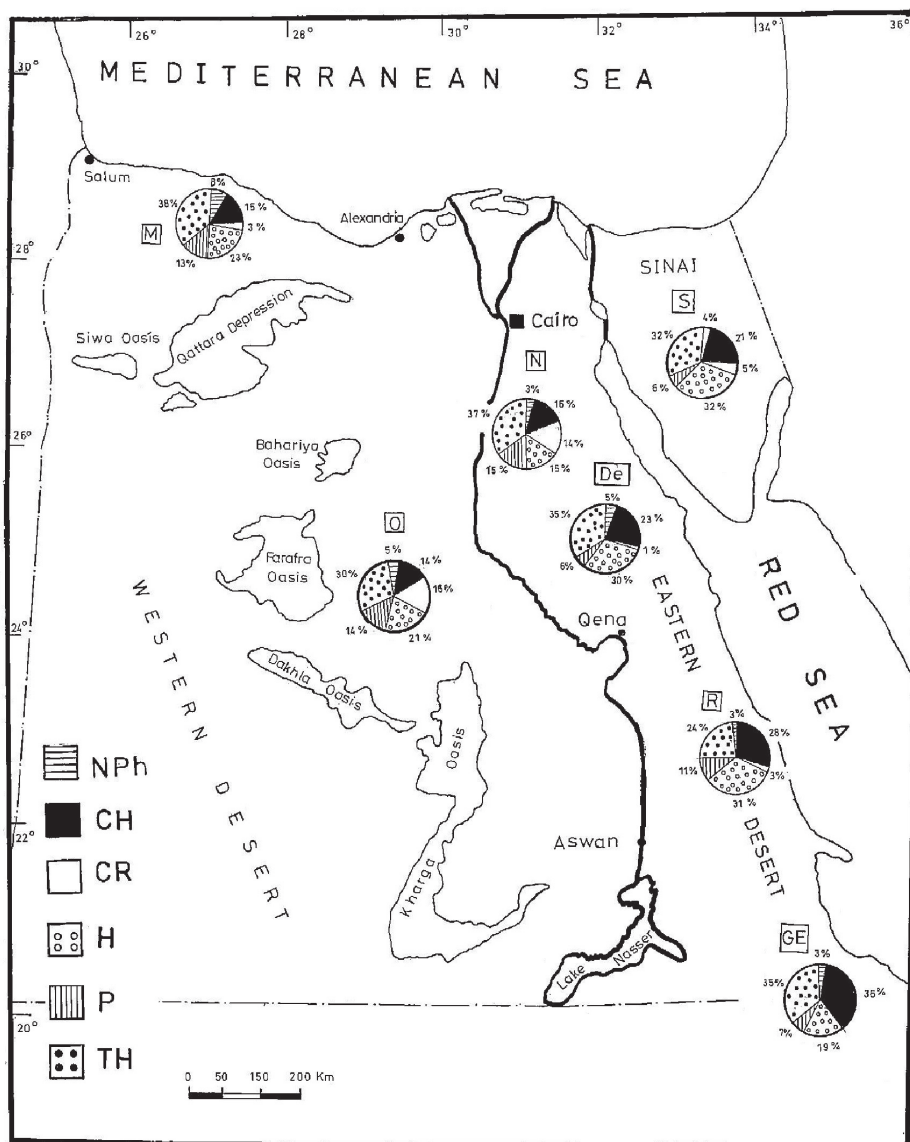 26° 28° 30° 32° 34° 36°
30°
MEDITERRANEAN SEA
Salum
8%
38% 15%
3%
M
13% 23%
Alexandria
28°
SINAI
S
4%
32% 21%
5%
6%
32%
Cairo
Siwa Oasis
Qattara Depression
N
3%
37% 16%
14%
15% 15%
26°
Bahariya
Oasis
De
5%
35% 23%
1%
6%
30%
O
5%
14%
30%
16%
14%
21%
Farafra
Oasis
24°
Qena
WESTERN DESERT
EASTERN DESERT
RED SEA
Dakhla Oasis
Kharga Oasis
R
3%
24% 28%
3%
11%
31%
22°
Aswan
Lake Nasser
GE
3%
35% 36%
7%
19%
20°
NPh
CH
CR
H
P
TH
0 50 100 150 200 Km